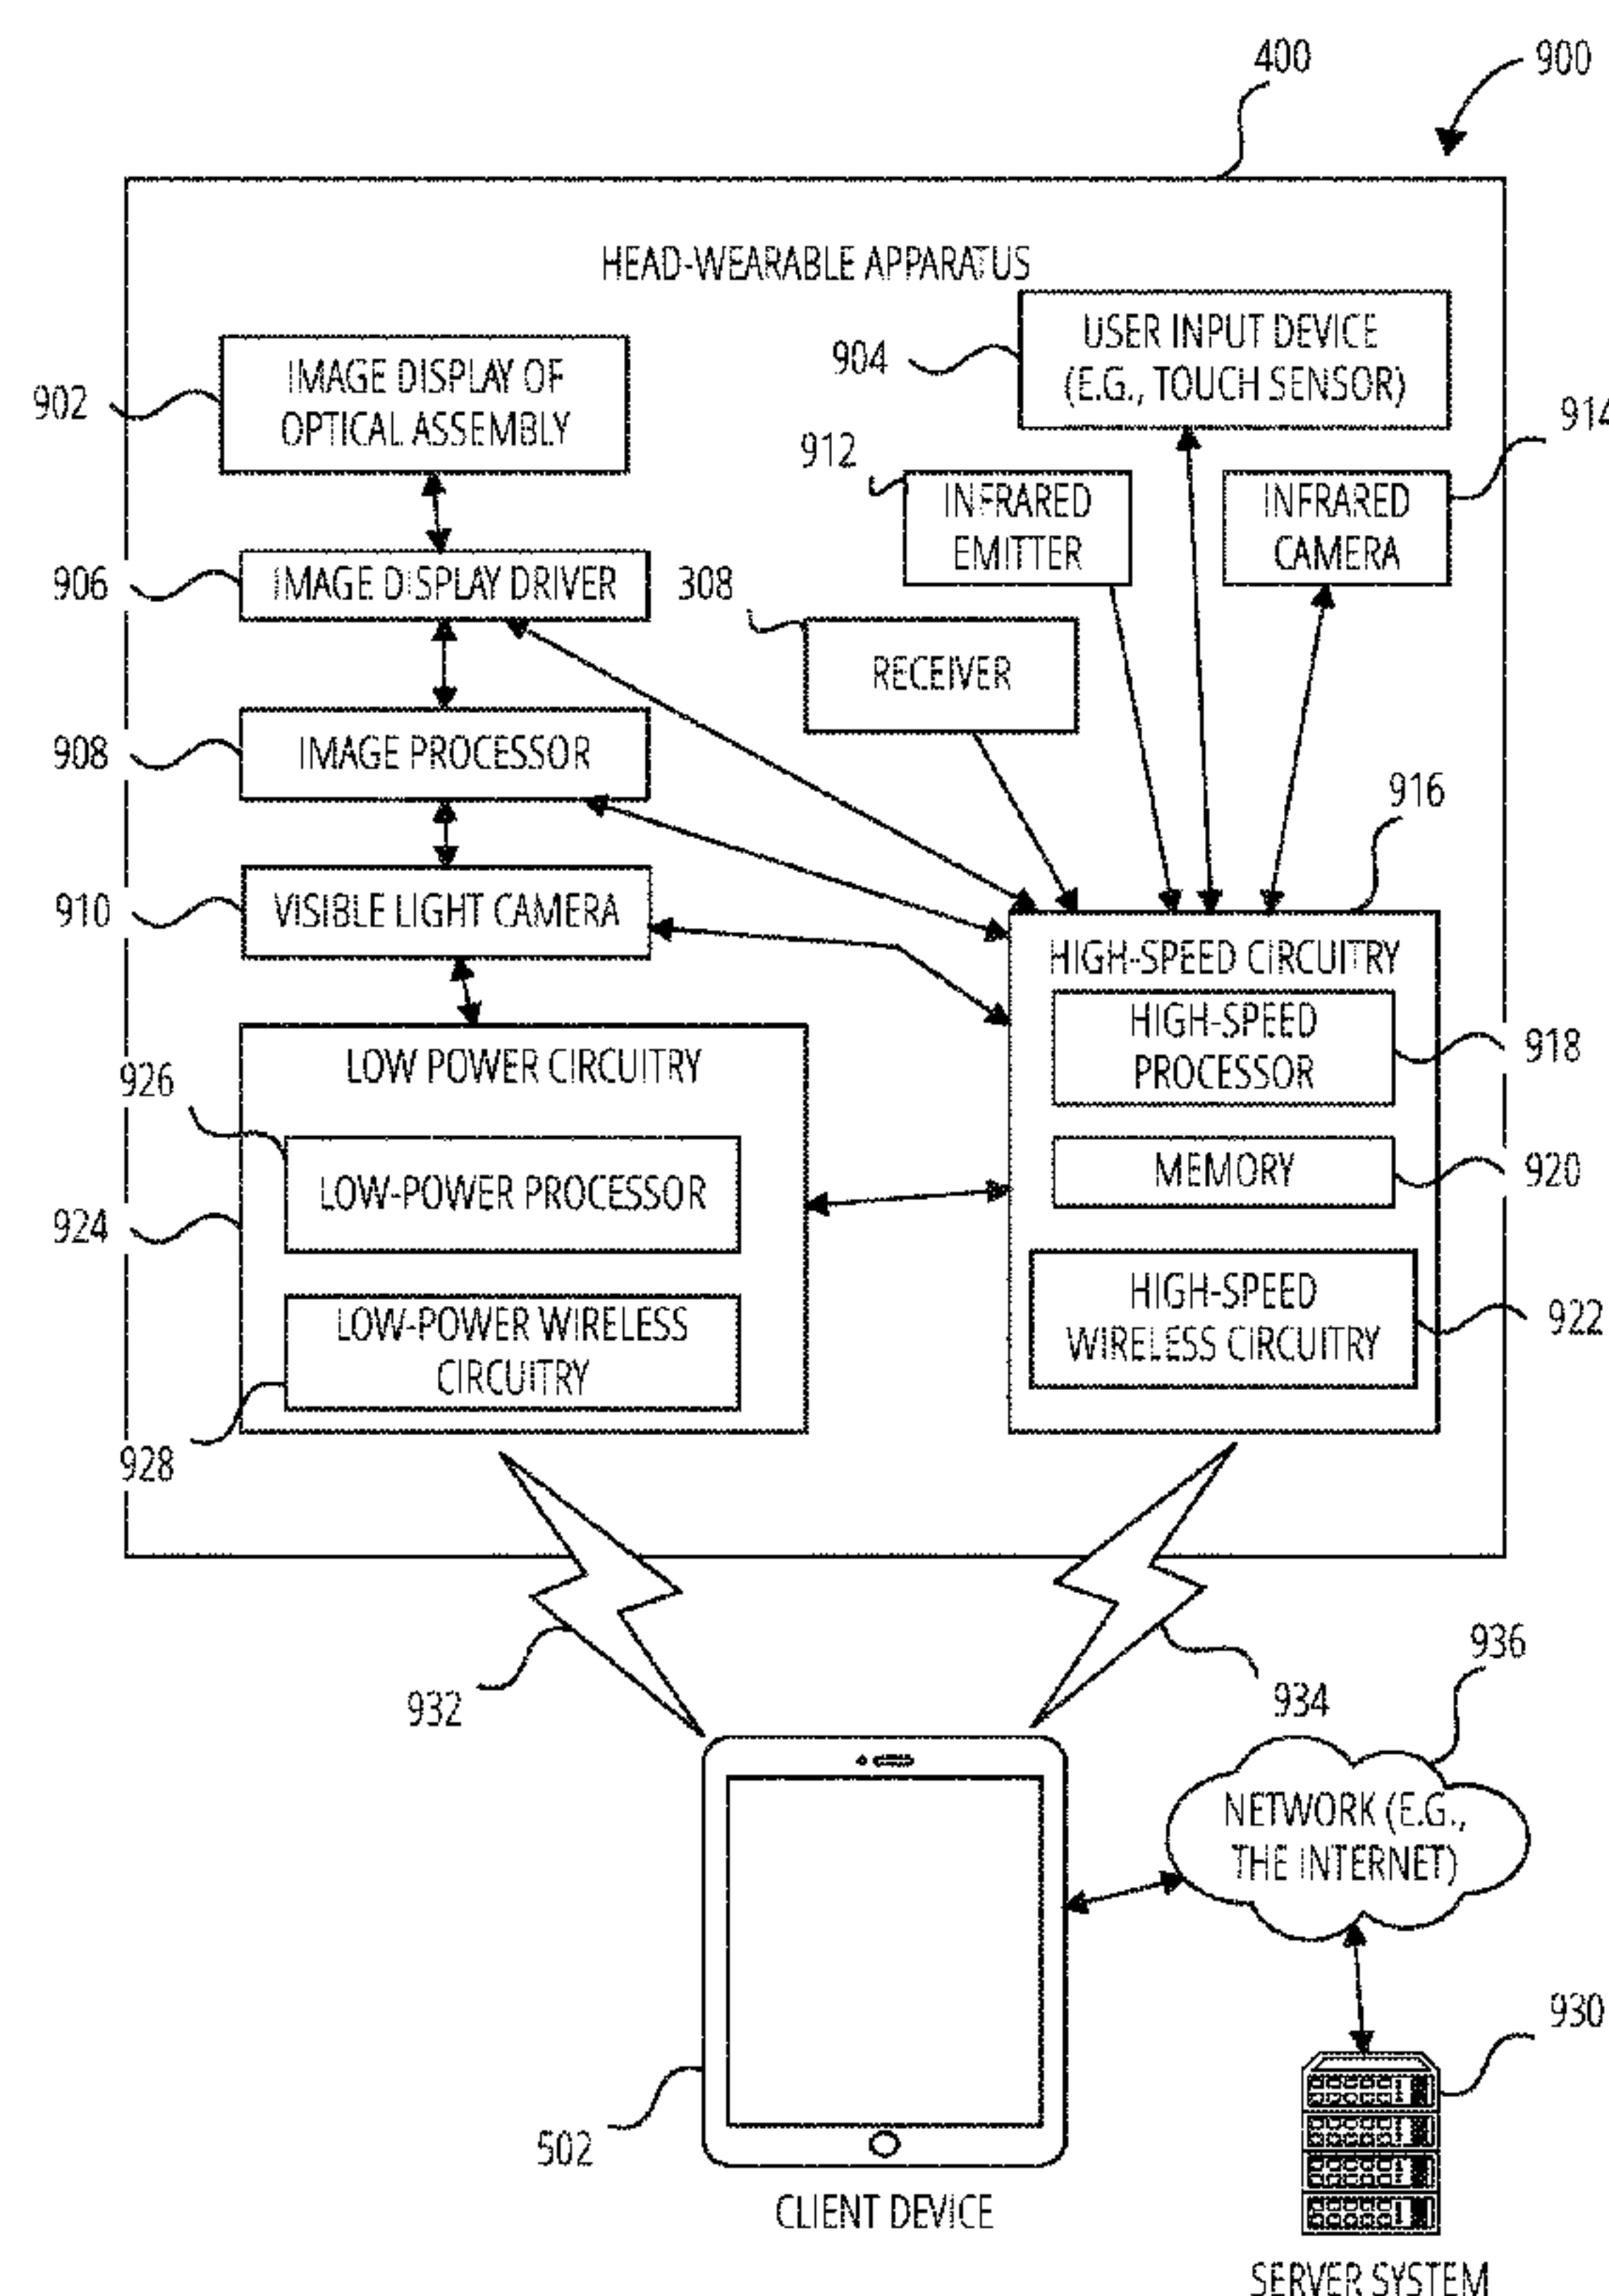 400
900
HEAD-WEARABLE APPARATUS
902
IMAGE DISPLAY OF
OPTICAL ASSEMBLY
904
USER INPUT DEVICE
(E.G., TOUCH SENSOR)
912
INFRARED
EMITTER
914
INFRARED
CAMERA
906
IMAGE DISPLAY DRIVER
308
RECEIVER
908
IMAGE PROCESSOR
916
910
VISIBLE LIGHT CAMERA
HIGH-SPEED CIRCUITRY
HIGH-SPEED
PROCESSOR
918
MEMORY
920
HIGH-SPEED
WIRELESS CIRCUITRY
922
LOW POWER CIRCUITRY
926
LOW-POWER PROCESSOR
924
LOW-POWER WIRELESS
CIRCUITRY
928
932
934
936
NETWORK (E.G.,
THE INTERNET)
930
502
CLIENT DEVICE
SERVER SYSTEM